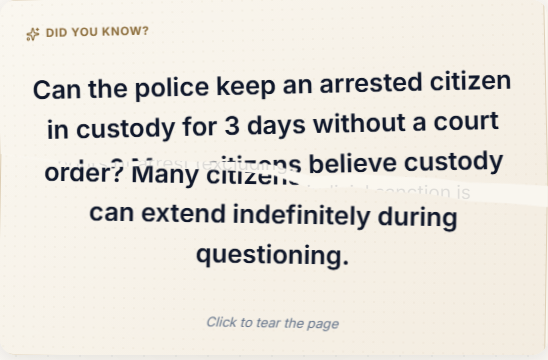 DID YOU KNOW?
Can the police keep an arrested citizen
in custody for 3 days without a court
order? Many citizens believe custody
can extend indefinitely during
questioning.
Click to tear the page